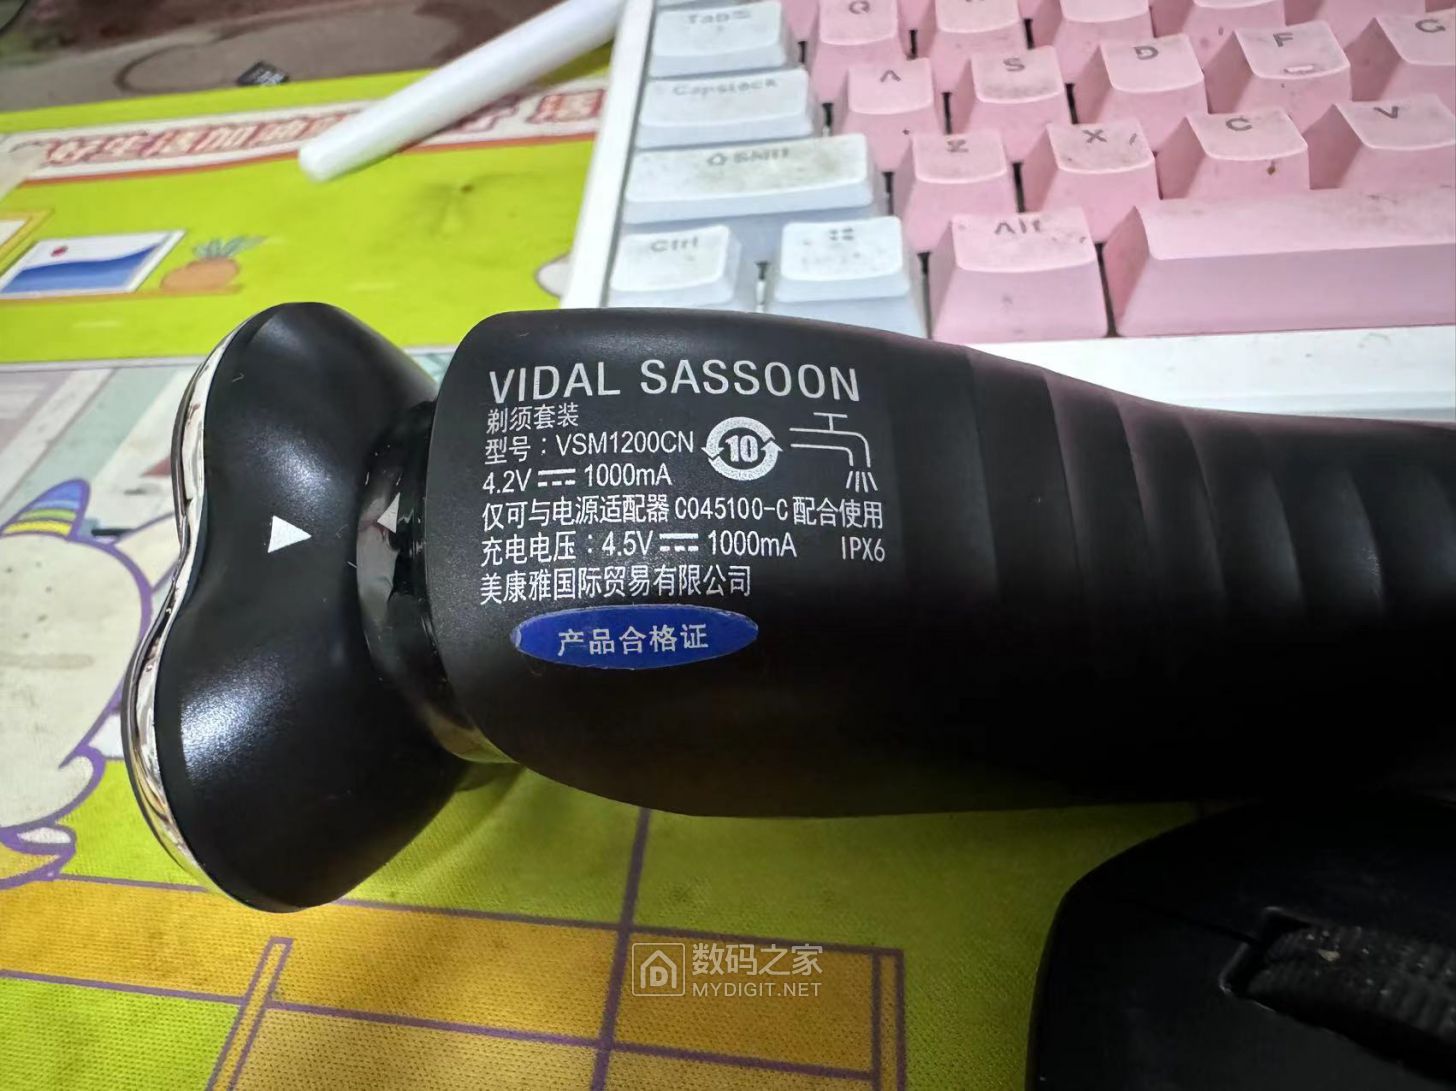 Tab
Q
Capslock
A
S
D
F
G
Shift
Z
X
C
V
Ctrl
Alt
VIDAL SASSOON
剃须套装
型号：VSM1200CN
10
4.2V 1000mA
仅可与电源适配器 C045100-C 配合使用
充电电压：4.5V 1000mA IPX6
美康雅国际贸易有限公司
产品合格证
数码之家
MYDIGIT.NET